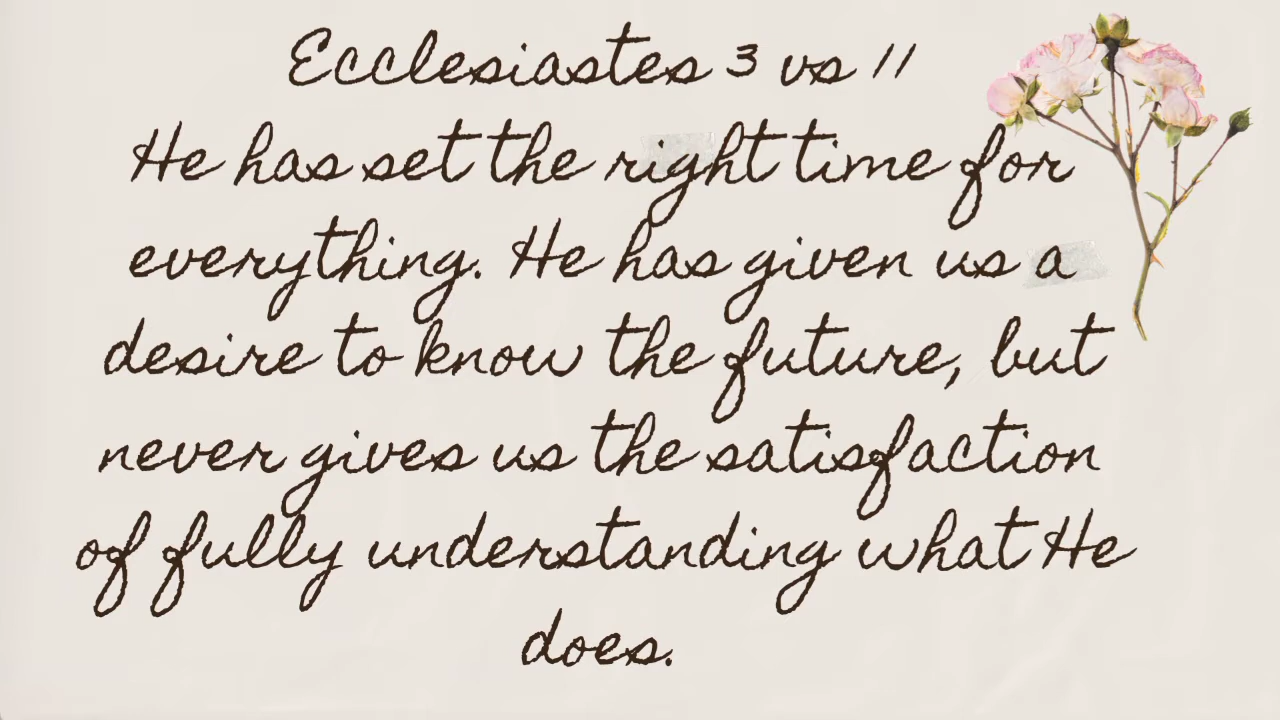 Ecclesiastes 3 vs 11
He has set the right time for
everything. He has given us a
desire to know the future, but
never gives us the satisfaction
of fully understanding what He
does.